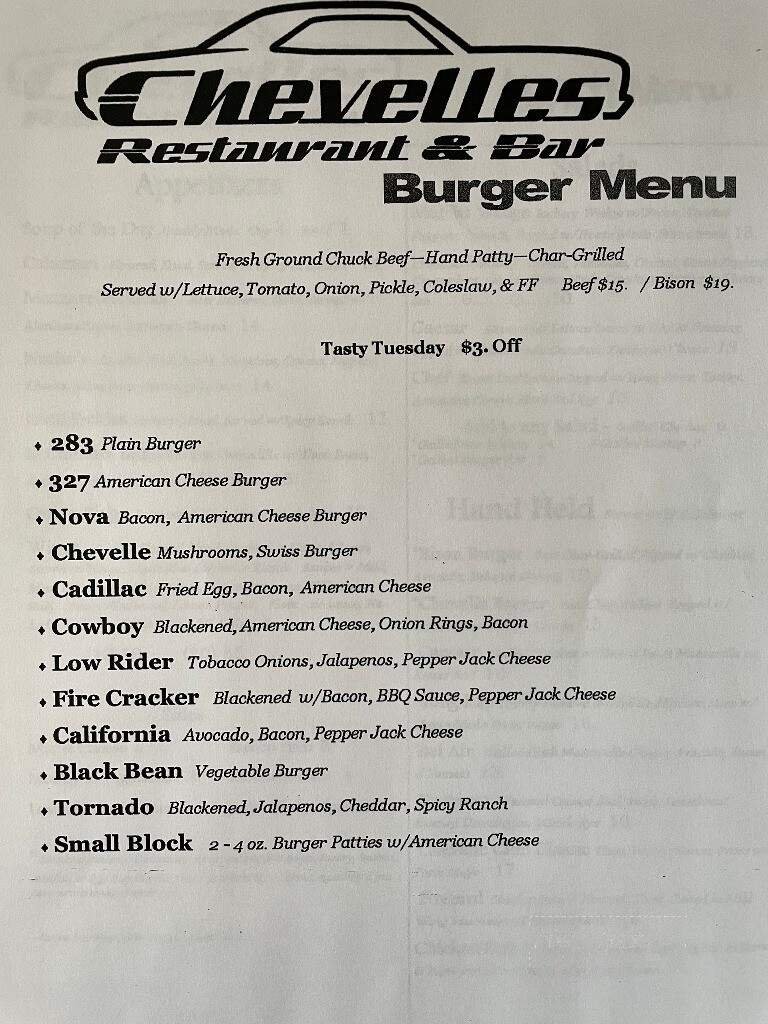 Chevelles
Restaurant & Bar
Burger Menu
Fresh Ground Chuck Beef—Hand Patty—Char-Grilled
Served w/Lettuce, Tomato, Onion, Pickle, Coleslaw, & FF Beef $15. / Bison $19.
Tasty Tuesday $3. Off
♦ 283 Plain Burger
♦ 327 American Cheese Burger
♦ Nova Bacon, American Cheese Burger
♦ Chevelle Mushrooms, Swiss Burger
♦ Cadillac Fried Egg, Bacon, American Cheese
♦ Cowboy Blackened, American Cheese, Onion Rings, Bacon
♦ Low Rider Tobacco Onions, Jalapenos, Pepper Jack Cheese
♦ Fire Cracker Blackened w/Bacon, BBQ Sauce, Pepper Jack Cheese
♦ California Avocado, Bacon, Pepper Jack Cheese
♦ Black Bean Vegetable Burger
♦ Tornado Blackened, Jalapenos, Cheddar, Spicy Ranch
♦ Small Block 2 - 4 oz. Burger Patties w/American Cheese